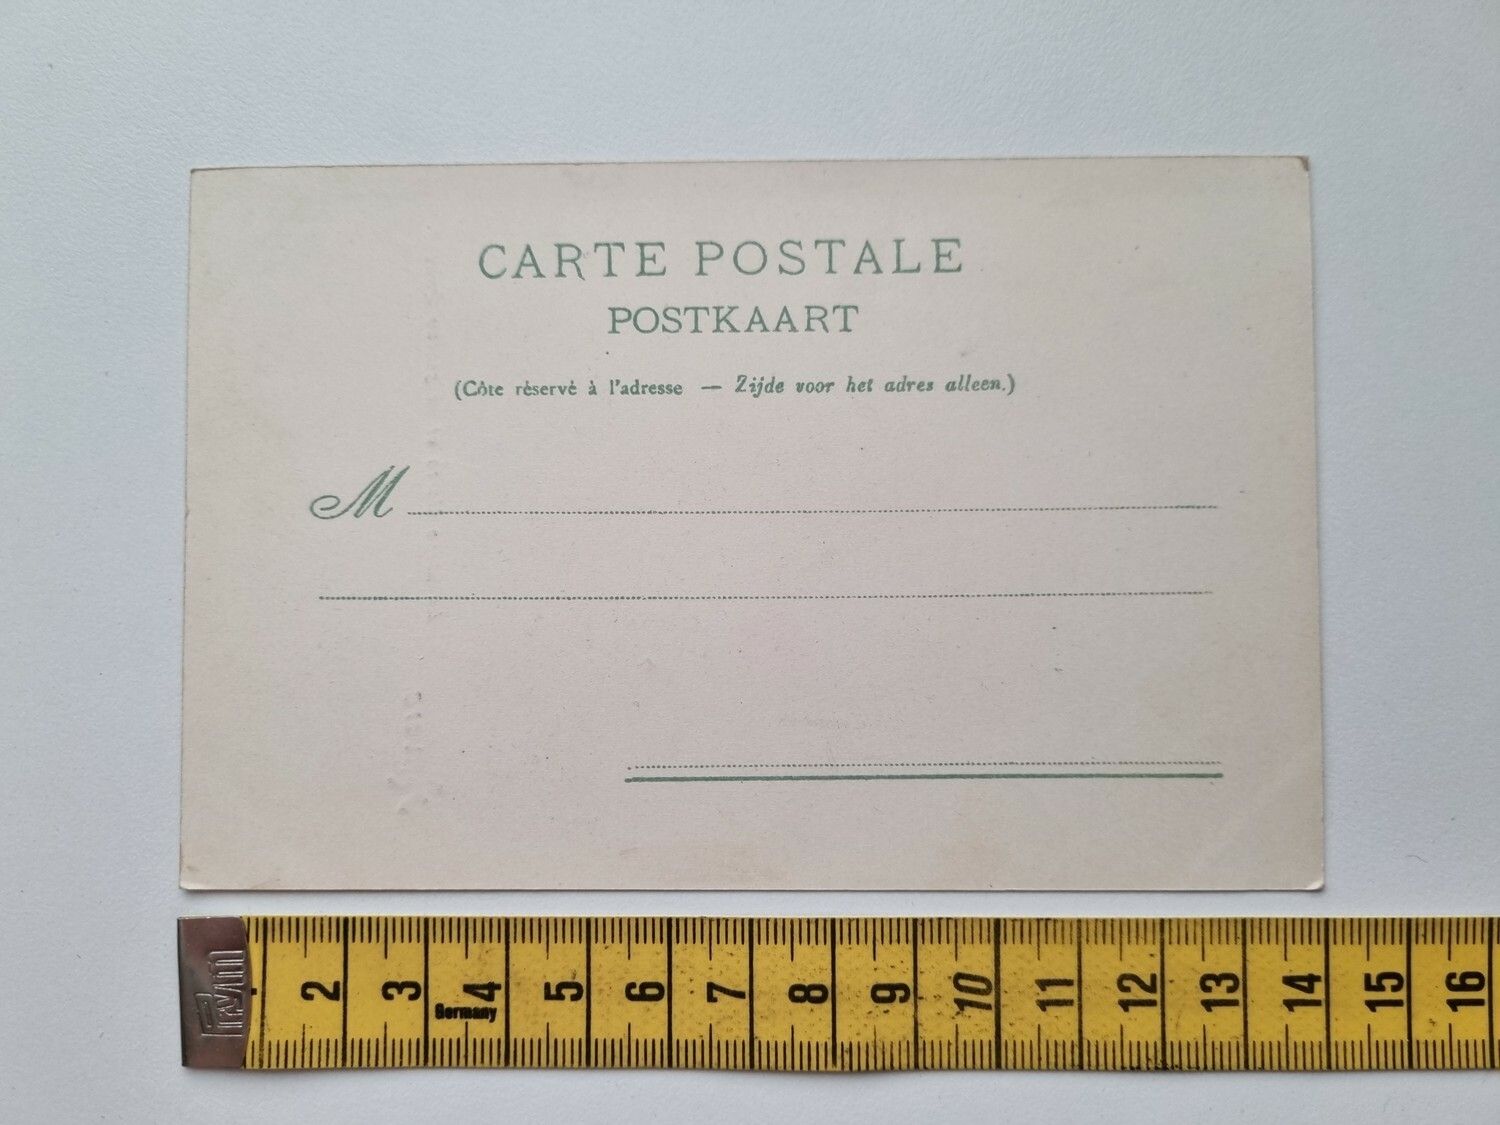 CARTE POSTALE
POSTKAART
(Côte réservé à l'adresse — Zijde voor het adres alleen.)
M
2 3 4 5 6 7 8 9 10 11 12 13 14 15 16
Germany